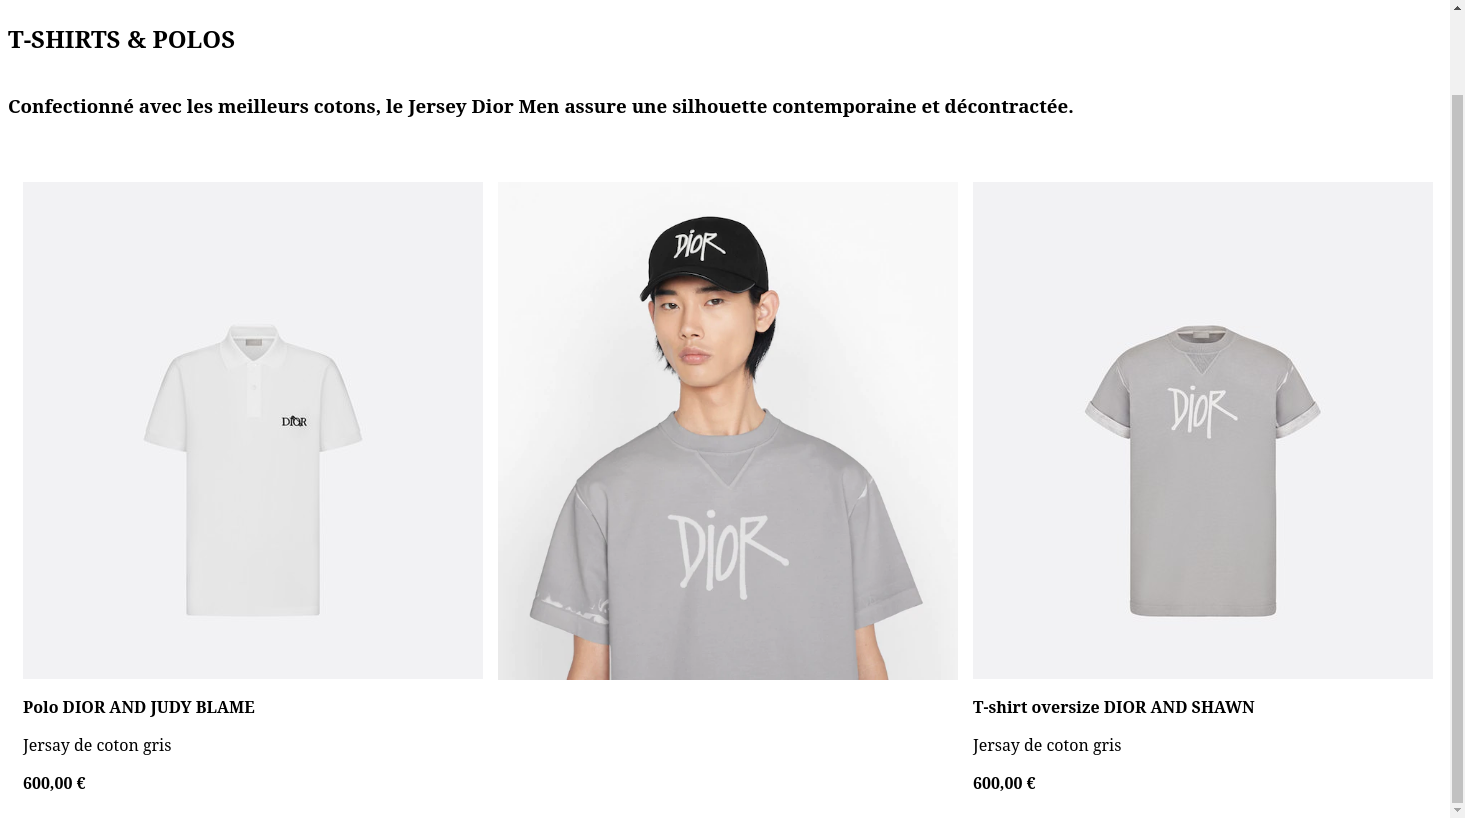 T-SHIRTS & POLOS
Confectionné avec les meilleurs cotons, le Jersey Dior Men assure une silhouette contemporaine et décontractée.
DIOR
DIOR
DiOR
DiOR
Polo DIOR AND JUDY BLAME
Jersay de coton gris
600,00 €
T-shirt oversize DIOR AND SHAWN
Jersay de coton gris
600,00 €